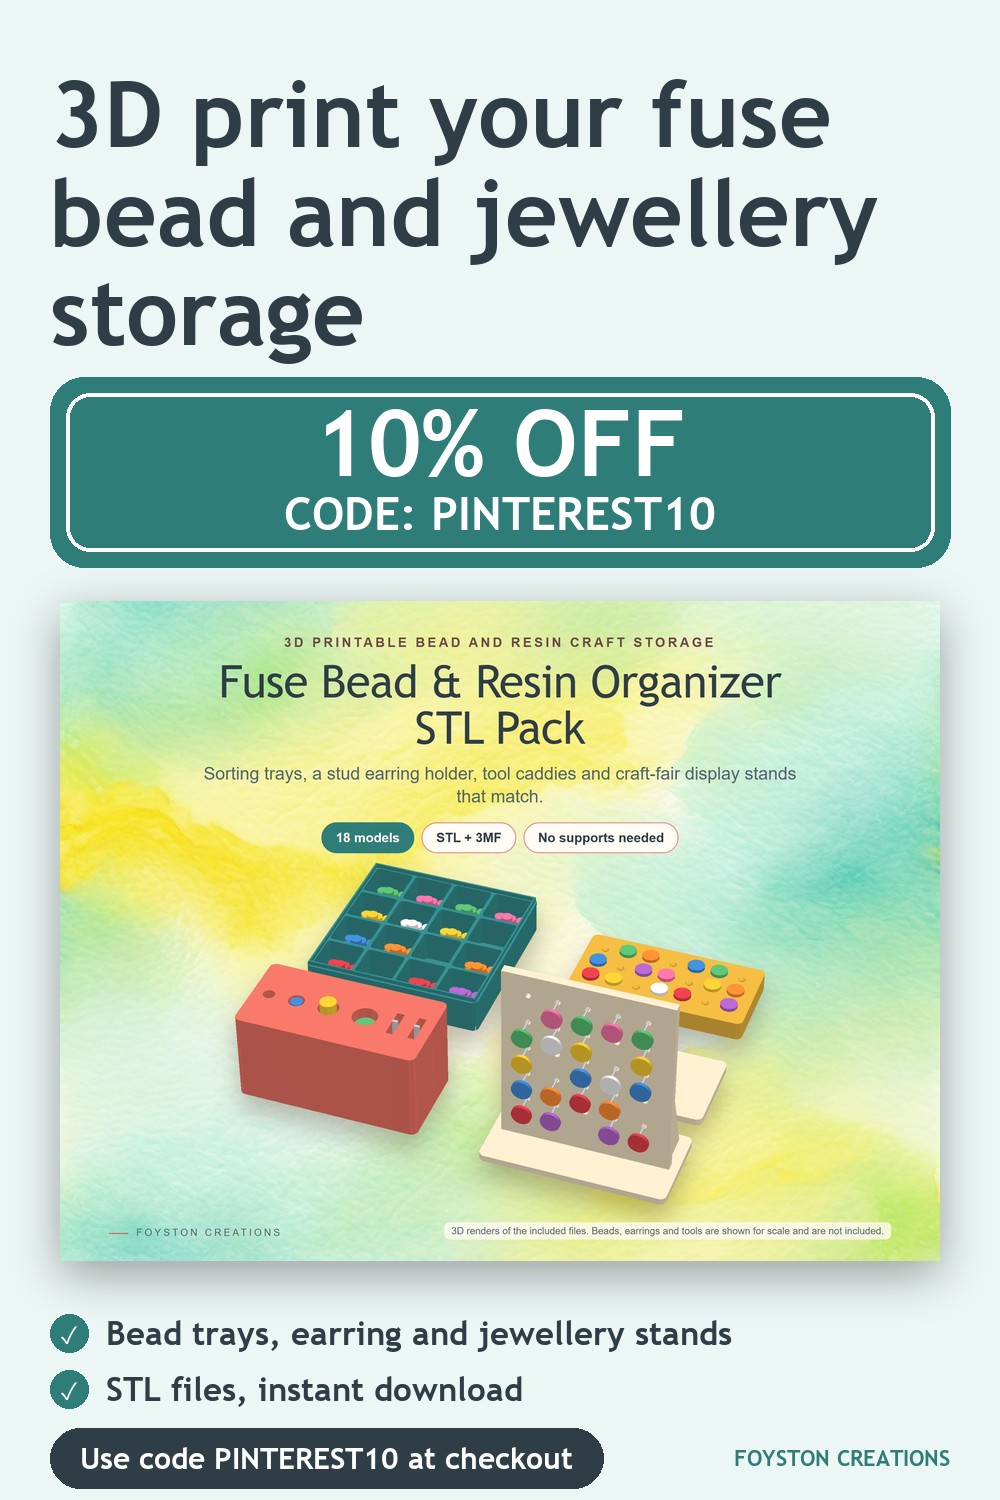 3D print your fuse
bead and jewellery
storage
10% OFF
CODE: PINTEREST10
3D PRINTABLE BEAD AND RESIN CRAFT STORAGE
Fuse Bead & Resin Organizer
STL Pack
Sorting trays, a stud earring holder, tool caddies and craft-fair display stands
that match.
18 models
STL + 3MF
No supports needed
FOYSTON CREATIONS
3D renders of the included files. Beads, earrings and tools are shown for scale and are not included.
Bead trays, earring and jewellery stands
STL files, instant download
Use code PINTEREST10 at checkout
FOYSTON CREATIONS